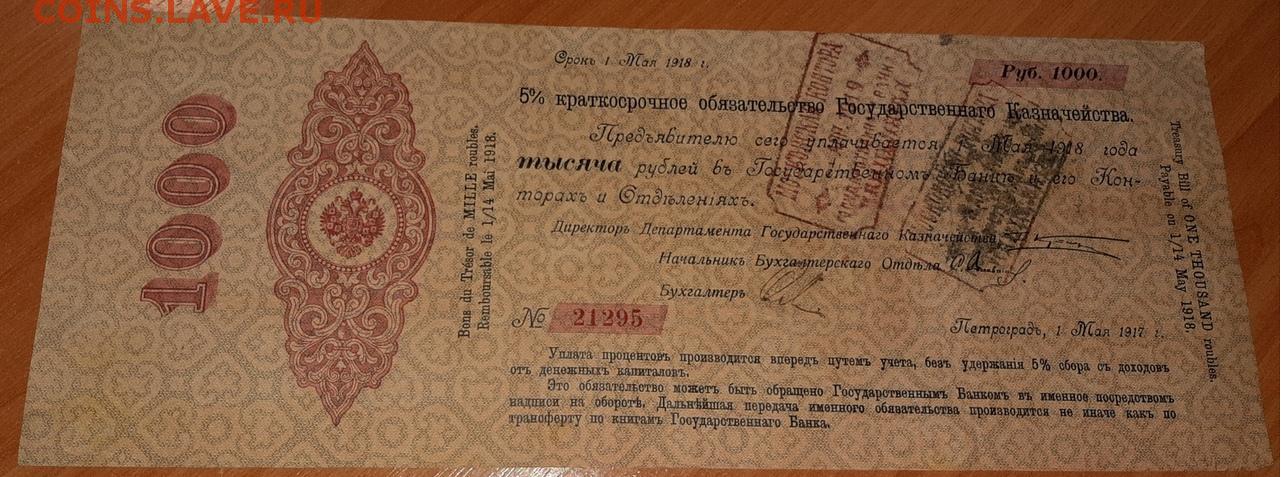 COINS.LAVE.RU
1000
Bons du Trésor de MILLE roubles.
Remboursable le 1/14 Mai 1918.
Срокъ 1 Мая 1918 г.
Руб. 1000.
5% краткосрочное обязательство Государственнаго Казначейства.
Предъявителю сего уплачивается 1 Мая 1918 года
тысяча рублей въ Государственномъ Банкѣ и его Кон-
торахъ и Отдѣленіяхъ.
Директоръ Департамента Государственнаго Казначейства
Начальникъ Бухгалтерскаго Отдѣла
Бухгалтеръ
№ 21295
Петроградъ, 1 Мая 1917 г.
Уплата процентовъ производится впередъ путемъ учета, безъ удержанія 5% сбора съ доходовъ
отъ денежныхъ капиталовъ.
Это обязательство можетъ быть обращено Государственнымъ Банкомъ въ именное посредствомъ
надписи на оборотѣ. Дальнѣйшая передача именного обязательства производится не иначе какъ по
трансферту по книгамъ Государственнаго Банка.
Treasury Bill of ONE THOUSAND roubles.
Payable on 1/14 May 1918.